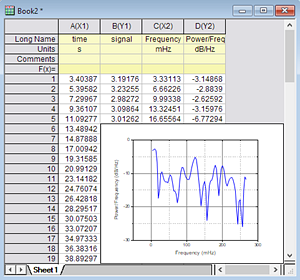 Book2 *
A(X1) B(Y1) C(X2) D(Y2)
Long Name time signal Frequency Power/Freq
Units s mHz dB/Hz
Comments
F(x)=
1 3.40387 3.19176 3.33113 -3.14868
2 5.39582 3.23255 6.66226 -2.8839
3 7.29967 2.98272 9.99338 -2.62592
4 9.36107 3.09864 13.32451 -3.15976
5 11.09277 3.01262 16.65564 -6.77294
6 13.48942
7 14.87888
8 17.00942
9 19.31585
10 20.99129
11 23.14182
12 24.76074
13 26.42818
14 28.29517
15 30.07503
16 33.07207
17 34.97333
18 36.38316
19 38.89297
Power/Frequency (dB/Hz)
0
-10
-20
-30
0 100 200 300
Frequency (mHz)
Sheet1